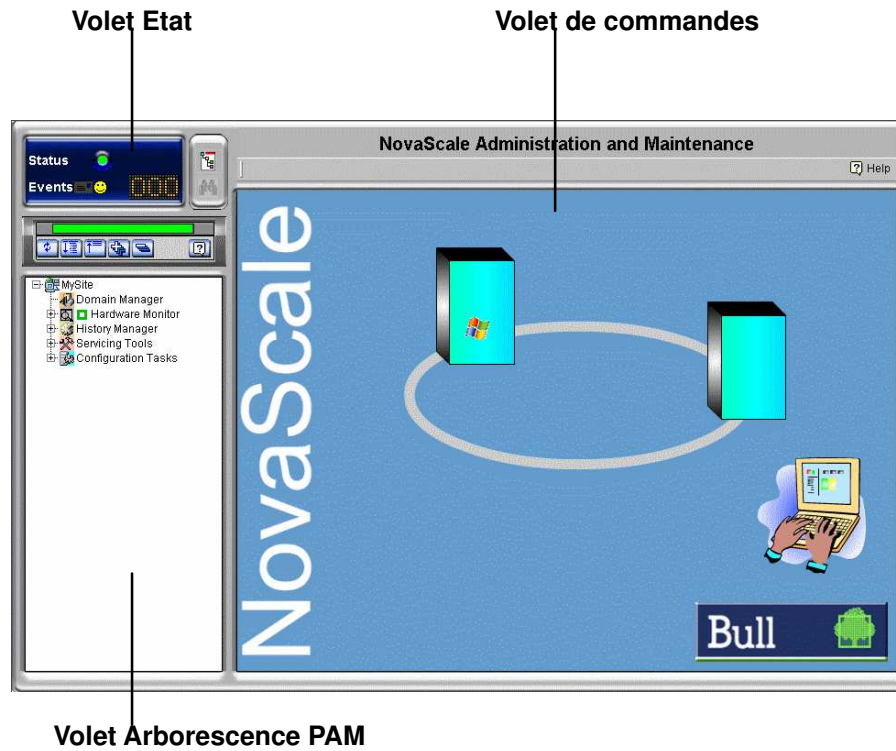 Volet Etat
Volet de commandes
NovaScale Administration and Maintenance
Status
Events
000
Help
MySite
Domain Manager
Hardware Monitor
History Manager
Servicing Tools
Configuration Tasks
NovaScale
Bull
Volet Arborescence PAM